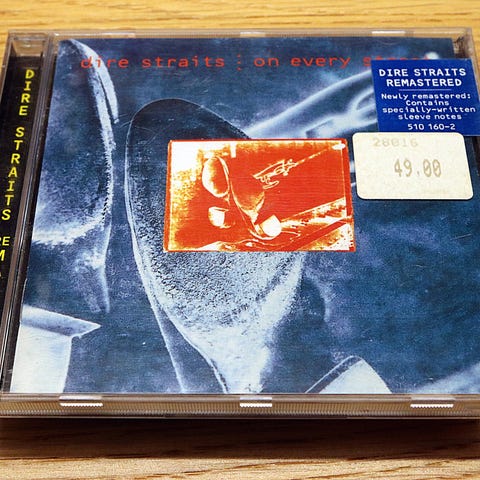 dire straits : on every s
DIRE STRAITS
REMASTERED
Newly remastered:
Contains
specially-written
sleeve notes
510 160-2
28016
49.00
DIRE STRAITS